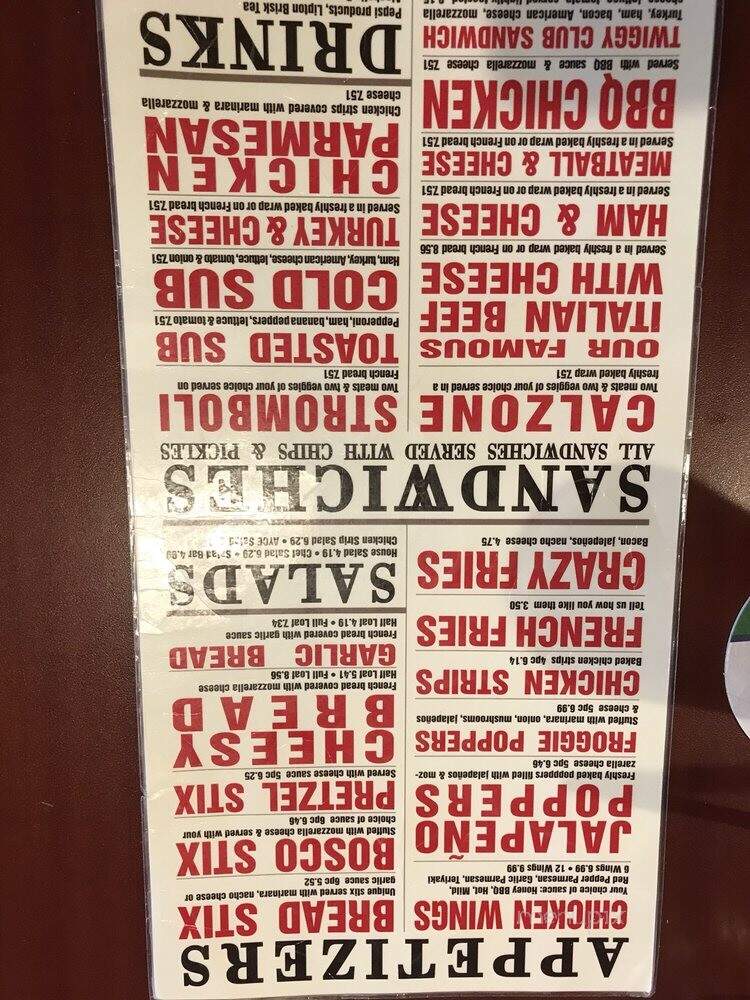 APPETIZERS
CHICKEN WINGS
Your choice of sauce: Honey BBQ, Hot, Mild,
Red Pepper Parmesan, Garlic Parmesan, Teriyaki
6 Wings 6.99 • 12 Wings 9.99
JALAPEÑO
POPPERS
Freshly baked popppers filled with jalapeños & moz-
zarella cheese 5pc 6.46
FROGGIE POPPERS
Stuffed with marinara, onion, mushrooms, jalapeños
& cheese 5pc 6.99
CHICKEN STRIPS
Baked chicken strips 4pc 6.14
FRENCH FRIES
Tell us how you like them 3.50
CRAZY FRIES
Bacon, jalapeños, nacho cheese 4.75
BREAD STIX
Unique stix served with marinara, nacho cheese or
garlic sauce 6pc 5.52
BOSCO STIX
Stuffed with mozzarella cheese & served with your
choice of sauce 6pc 6.46
PRETZEL STIX
Served with cheese sauce 5pc 6.25
CHEESY
BREAD
French bread covered with mozzarella cheese
Half Loaf 5.41 • Full Loaf 8.56
GARLIC BREAD
French bread covered with garlic sauce
Half Loaf 4.19 • Full Loaf 7.34
SALADS
House Salad 4.19 • Chef Salad 6.29 • Salad Bar 4.99
Chicken Strip Salad 6.29 • AYCE Salad
SANDWICHES
ALL SANDWICHES SERVED WITH CHIPS & PICKLES
CALZONE
Two meats & two veggies of your choice served in a
freshly baked wrap 7.51
OUR FAMOUS
ITALIAN BEEF
WITH CHEESE
Served in a freshly baked wrap or on French bread 8.56
HAM & CHEESE
Served in a freshly baked wrap or on French bread 7.51
MEATBALL & CHEESE
Served in a freshly baked wrap or on French bread 7.51
BBQ CHICKEN
Served with BBQ sauce & mozzarella cheese 7.51
TWIGGY CLUB SANDWICH
Turkey, ham, bacon, American cheese, mozzarella
STROMBOLI
Two meats & two veggies of your choice served on
French bread 7.51
TOASTED SUB
Pepperoni, ham, banana peppers, lettuce & tomato 7.51
COLD SUB
Ham, turkey, American cheese, lettuce, tomato & onion 7.51
TURKEY & CHEESE
Served in a freshly baked wrap or on French bread 7.51
CHICKEN
PARMESAN
Chicken strips covered with marinara & mozzarella
cheese 7.51
DRINKS
Pepsi Products, Lipton Brisk Tea